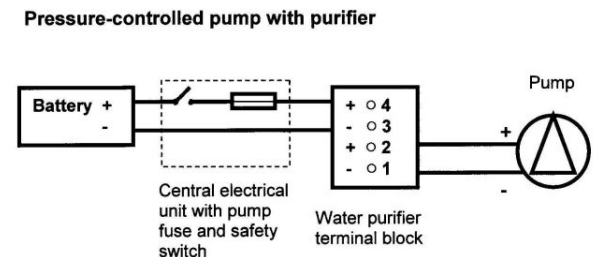 Pressure-controlled pump with purifier
Battery +
-
+ 4
- 3
+ 2
- 1
Pump
+
-
Central electrical
unit with pump
fuse and safety
switch
Water purifier
terminal block